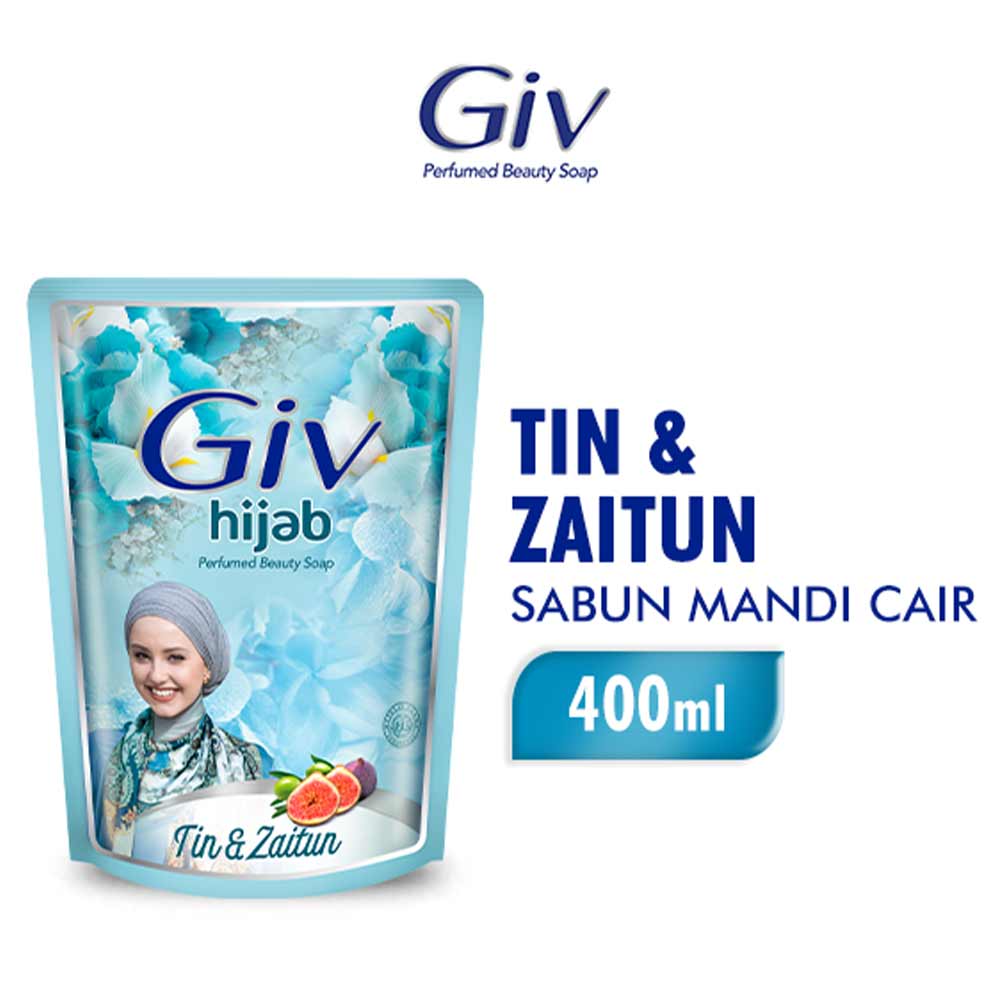 Giv
Perfumed Beauty Soap
Giv
hijab
Perfumed Beauty Soap
Tin & Zaitun
TIN &
ZAITUN
SABUN MANDI CAIR
400ml